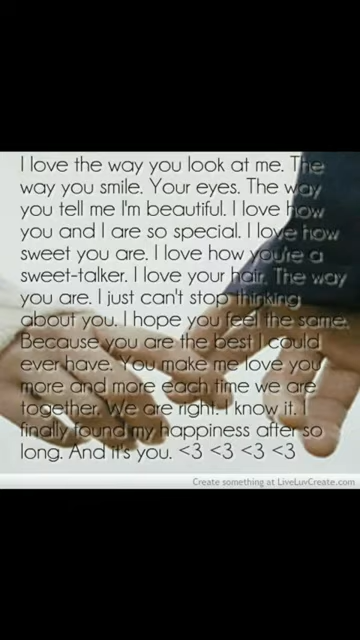 I love the way you look at me. The
way you smile. Your eyes. The way
you tell me I'm beautiful. I love how
you and I are so special. I love how
sweet you are. I love how you're a
sweet-talker. I love your hair. The way
you are. I just can't stop thinking
about you. I hope you feel the same.
Because you are the best I could
ever have. You make me love you
more and more each time we are
together. We are right. I know it. I
finally found my happiness after so
long. And it's you. <3 <3 <3 <3
Create something at LiveLuvCreate.com